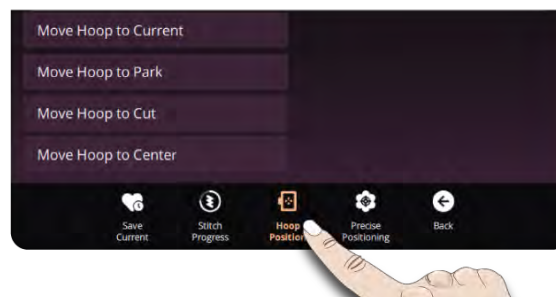 Move Hoop to Current
Move Hoop to Park
Move Hoop to Cut
Move Hoop to Center
Save
Current
Stitch
Progress
Hoop
Position
Precise
Positioning
Back